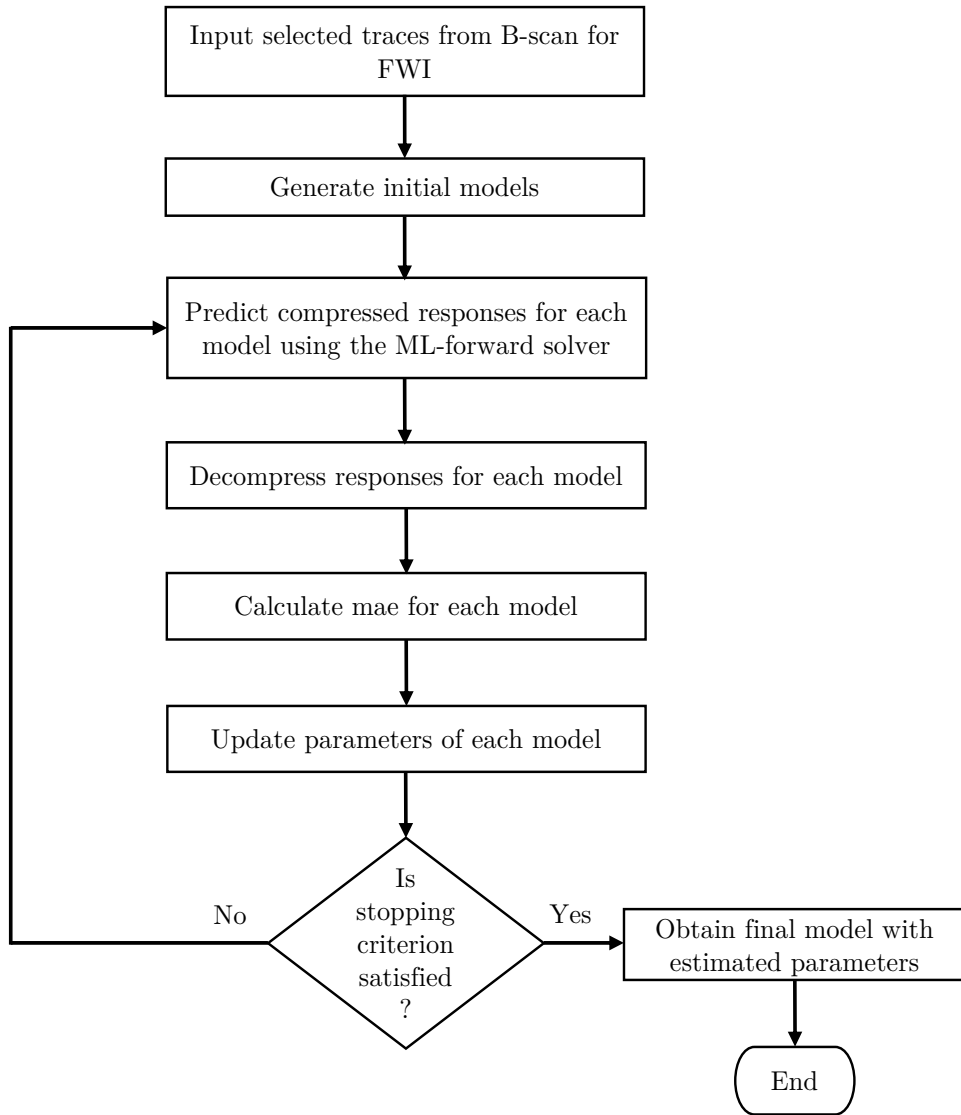 Input selected traces from B-scan for
FWI
Generate initial models
Predict compressed responses for each
model using the ML-forward solver
Decompress responses for each model
Calculate mae for each model
Update parameters of each model
Is
stopping
criterion
satisfied
?
No
Yes
Obtain final model with
estimated parameters
End